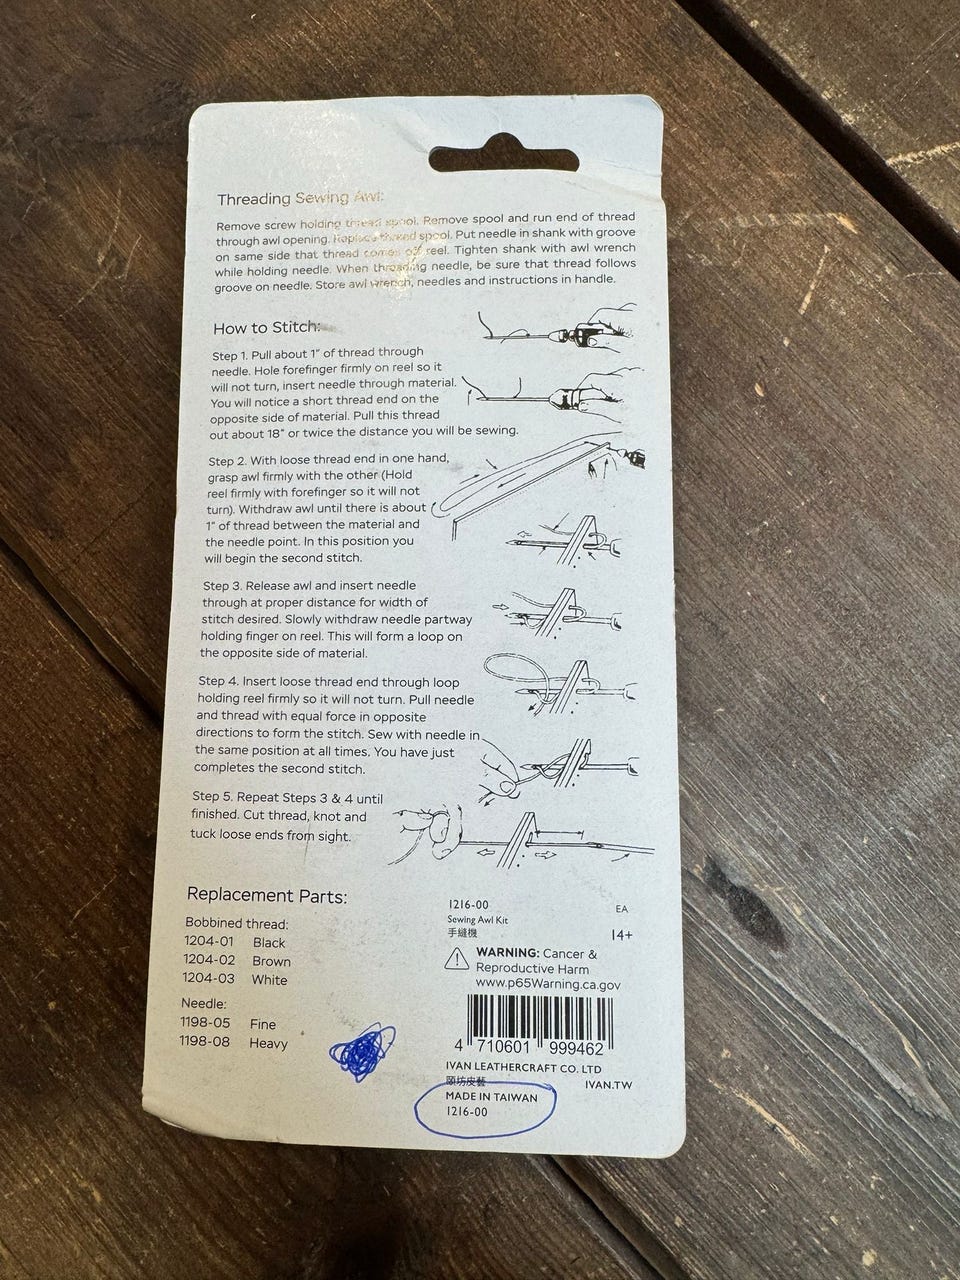 Threading Sewing Awl:
Remove screw holding thread spool. Remove spool and run end of thread
through awl opening. Replace thread spool. Put needle in shank with groove
on same side that thread comes off reel. Tighten shank with awl wrench
while holding needle. When threading needle, be sure that thread follows
groove on needle. Store awl wrench, needles and instructions in handle.
How to Stitch:
Step 1. Pull about 1" of thread through
needle. Hole forefinger firmly on reel so it
will not turn, insert needle through material.
You will notice a short thread end on the
opposite side of material. Pull this thread
out about 18" or twice the distance you will be sewing.
Step 2. With loose thread end in one hand,
grasp awl firmly with the other (Hold
reel firmly with forefinger so it will not
turn). Withdraw awl until there is about
1" of thread between the material and
the needle point. In this position you
will begin the second stitch.
Step 3. Release awl and insert needle
through at proper distance for width of
stitch desired. Slowly withdraw needle partway
holding finger on reel. This will form a loop on
the opposite side of material.
Step 4. Insert loose thread end through loop
holding reel firmly so it will not turn. Pull needle
and thread with equal force in opposite
directions to form the stitch. Sew with needle in
the same position at all times. You have just
completes the second stitch.
Step 5. Repeat Steps 3 & 4 until
finished. Cut thread, knot and
tuck loose ends from sight.
Replacement Parts:
Bobbined thread:
1204-01 Black
1204-02 Brown
1204-03 White
Needle:
1198-05 Fine
1198-08 Heavy
1216-00 EA
Sewing Awl Kit
手縫機 14+
WARNING: Cancer &
Reproductive Harm
www.p65Warning.ca.gov
4 710601 999462
IVAN LEATHERCRAFT CO. LTD
頤坊皮藝 IVAN.TW
MADE IN TAIWAN
1216-00